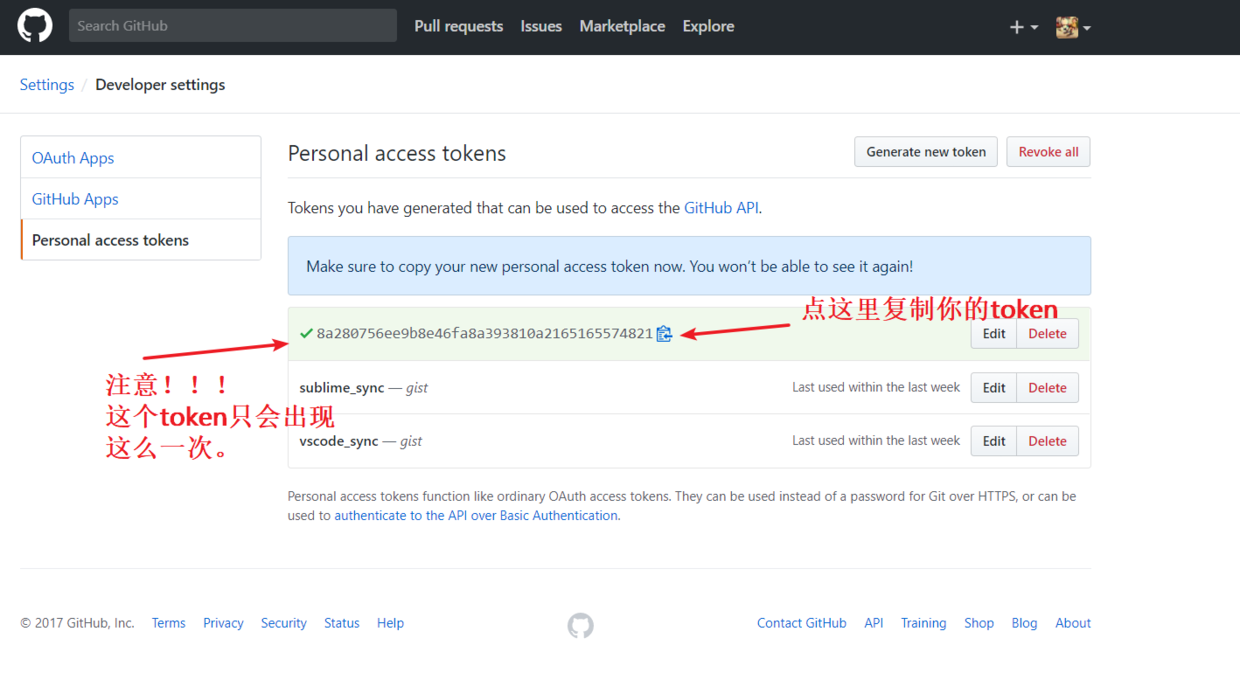 Search GitHub Pull requests Issues Marketplace Explore
Settings / Developer settings
OAuth Apps
GitHub Apps
Personal access tokens
Personal access tokens Generate new token Revoke all
Tokens you have generated that can be used to access the GitHub API.
Make sure to copy your new personal access token now. You won't be able to see it again!
点这里复制你的token
8a280756ee9b8e46fa8a393810a2165165574821 Edit Delete
注意！！！
这个token只会出现
这么一次。
sublime_sync — gist Last used within the last week Edit Delete
vscode_sync — gist Last used within the last week Edit Delete
Personal access tokens function like ordinary OAuth access tokens. They can be used instead of a password for Git over HTTPS, or can be
used to authenticate to the API over Basic Authentication.
© 2017 GitHub, Inc. Terms Privacy Security Status Help Contact GitHub API Training Shop Blog About